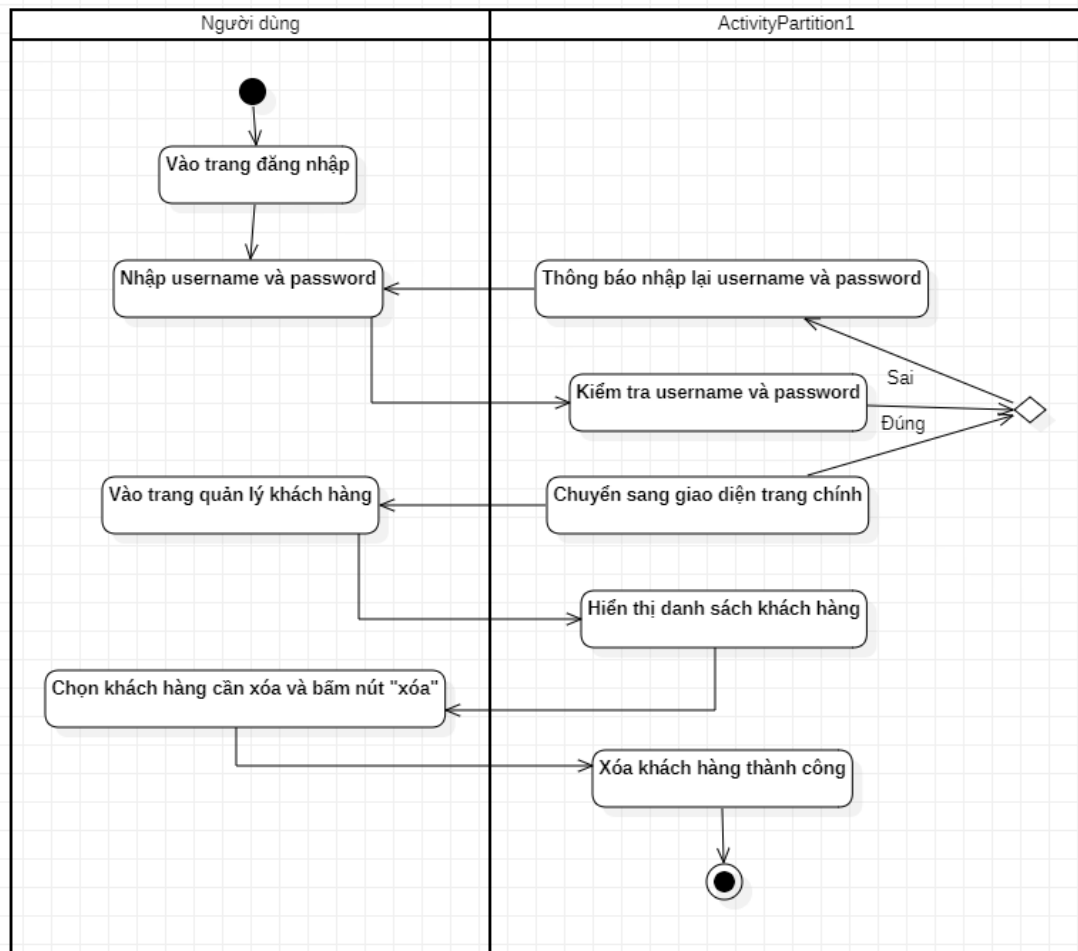 Người dùng
ActivityPartition1
Vào trang đăng nhập
Nhập username và password
Thông báo nhập lại username và password
Sai
Kiểm tra username và password
Đúng
Vào trang quản lý khách hàng
Chuyển sang giao diện trang chính
Hiển thị danh sách khách hàng
Chọn khách hàng cần xóa và bấm nút "xóa"
Xóa khách hàng thành công